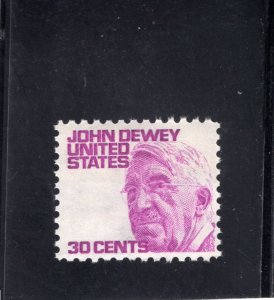 JOHN DEWEY
UNITED
STATES
30 CENTS